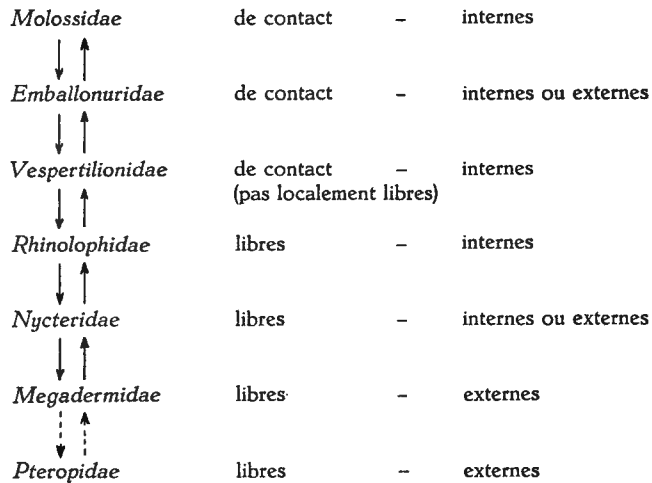 Molossidae de contact – internes
Emballonuridae de contact – internes ou externes
Vespertilionidae de contact – internes
(pas localement libres)
Rhinolophidae libres – internes
Nycteridae libres – internes ou externes
Megadermidae libres – externes
Pteropidae libres – externes